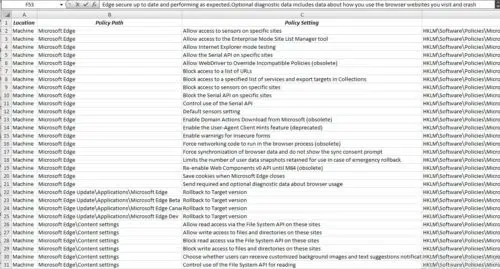 F53 fx Edge secure up to date and performing as expected.Optional diagnostic data includes data about how you use the browser websites you visit and crash
A B C
1 Location Policy Path Policy Setting
2 Machine Microsoft Edge Allow access to sensors on specific sites HKLM\Software\Policies\Micro
3 Machine Microsoft Edge Allow access to the Enterprise Mode Site List Manager tool HKLM\Software\Policies\Micro
4 Machine Microsoft Edge Allow Internet Explorer mode testing HKLM\Software\Policies\Micro
5 Machine Microsoft Edge Allow the Serial API on specific sites HKLM\Software\Policies\Micro
6 Machine Microsoft Edge Allow WebDriver to Override Incompatible Policies (obsolete) HKLM\Software\Policies\Micro
7 Machine Microsoft Edge Block access to a list of URLs HKLM\Software\Policies\Micro
8 Machine Microsoft Edge Block access to a specified list of services and export targets in Collections HKLM\Software\Policies\Micro
9 Machine Microsoft Edge Block access to sensors on specific sites HKLM\Software\Policies\Micro
10 Machine Microsoft Edge Block the Serial API on specific sites HKLM\Software\Policies\Micro
11 Machine Microsoft Edge Control use of the Serial API HKLM\Software\Policies\Micro
12 Machine Microsoft Edge Default sensors setting HKLM\Software\Policies\Micro
13 Machine Microsoft Edge Enable Domain Actions Download from Microsoft (obsolete) HKLM\Software\Policies\Micro
14 Machine Microsoft Edge Enable the User-Agent Client Hints feature (deprecated) HKLM\Software\Policies\Micro
15 Machine Microsoft Edge Enable warnings for insecure forms HKLM\Software\Policies\Micro
16 Machine Microsoft Edge Force networking code to run in the browser process (obsolete) HKLM\Software\Policies\Micro
17 Machine Microsoft Edge Force synchronization of browser data and do not show the sync consent prompt HKLM\Software\Policies\Micro
18 Machine Microsoft Edge Limits the number of user data snapshots retained for use in case of emergency rollback. HKLM\Software\Policies\Micro
19 Machine Microsoft Edge Re-enable Web Components v0 API until M84 (obsolete) HKLM\Software\Policies\Micro
20 Machine Microsoft Edge Save cookies when Microsoft Edge closes HKLM\Software\Policies\Micro
21 Machine Microsoft Edge Send required and optional diagnostic data about browser usage HKLM\Software\Policies\Micro
22 Machine Microsoft Edge Update\Applications\Microsoft Edge Rollback to Target version HKLM\Software\Policies\Micro
23 Machine Microsoft Edge Update\Applications\Microsoft Edge Beta Rollback to Target version HKLM\Software\Policies\Micro
24 Machine Microsoft Edge Update\Applications\Microsoft Edge Canar Rollback to Target version HKLM\Software\Policies\Micro
25 Machine Microsoft Edge Update\Applications\Microsoft Edge Dev Rollback to Target version HKLM\Software\Policies\Micro
26 Machine Microsoft Edge\Content settings Allow read access via the File System API on these sites HKLM\Software\Policies\Micro
27 Machine Microsoft Edge\Content settings Allow write access to files and directories on these sites HKLM\Software\Policies\Micro
28 Machine Microsoft Edge\Content settings Block read access via the File System API on these sites HKLM\Software\Policies\Micro
29 Machine Microsoft Edge\Content settings Block write access to files and directories on these sites HKLM\Software\Policies\Micro
30 Machine Microsoft Edge\Content settings Choose whether users can receive customized background images and text suggestions notificat HKLM\Software\Policies\Micro
31 Machine Microsoft Edge\Content settings Control use of the File System API for reading HKLM\Software\Policies\Micro